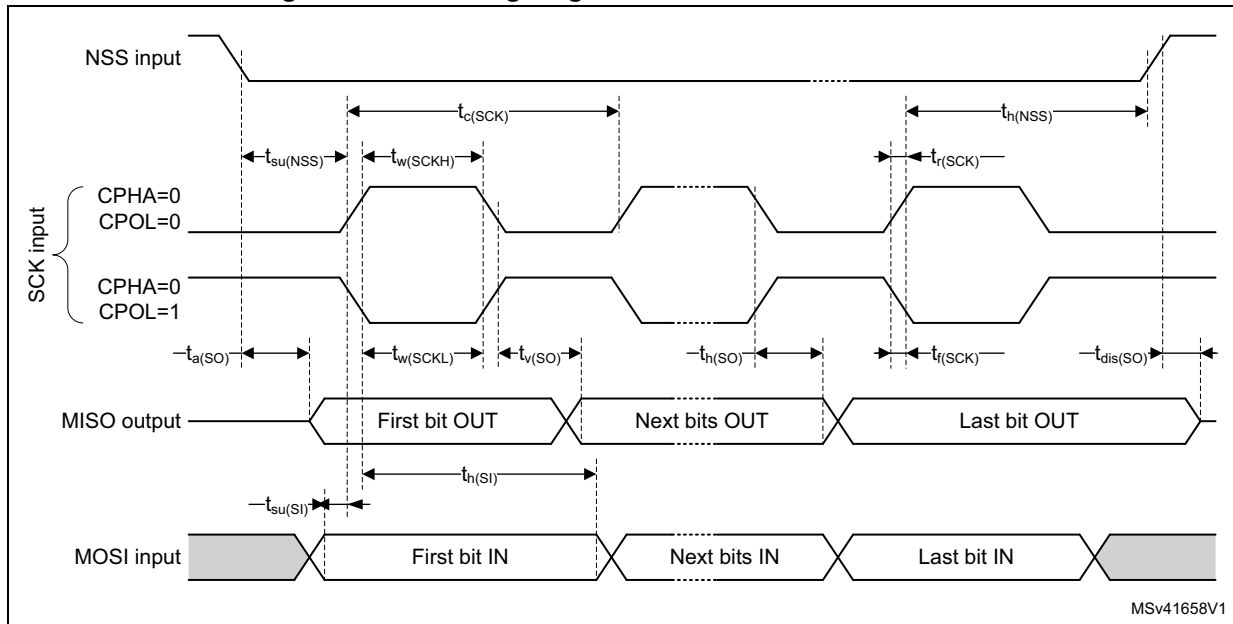 NSS input
tc(SCK)
th(NSS)
tsu(NSS) tw(SCKH) tr(SCK)
SCK input
CPHA=0
CPOL=0
CPHA=0
CPOL=1
ta(SO) tw(SCKL) tv(SO) th(SO) tf(SCK) tdis(SO)
MISO output First bit OUT Next bits OUT Last bit OUT
th(SI)
tsu(SI)
MOSI input First bit IN Next bits IN Last bit IN
MSv41658V1